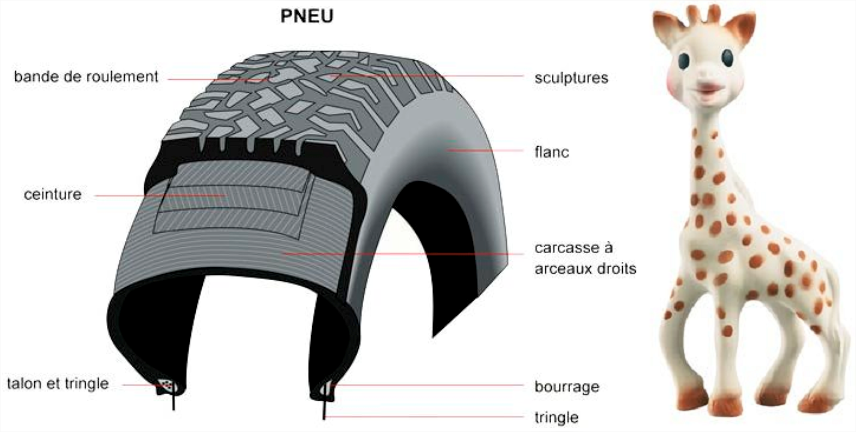 PNEU
bande de roulement
sculptures
flanc
ceinture
carcasse à
arceaux droits
talon et tringle
bourrage
tringle